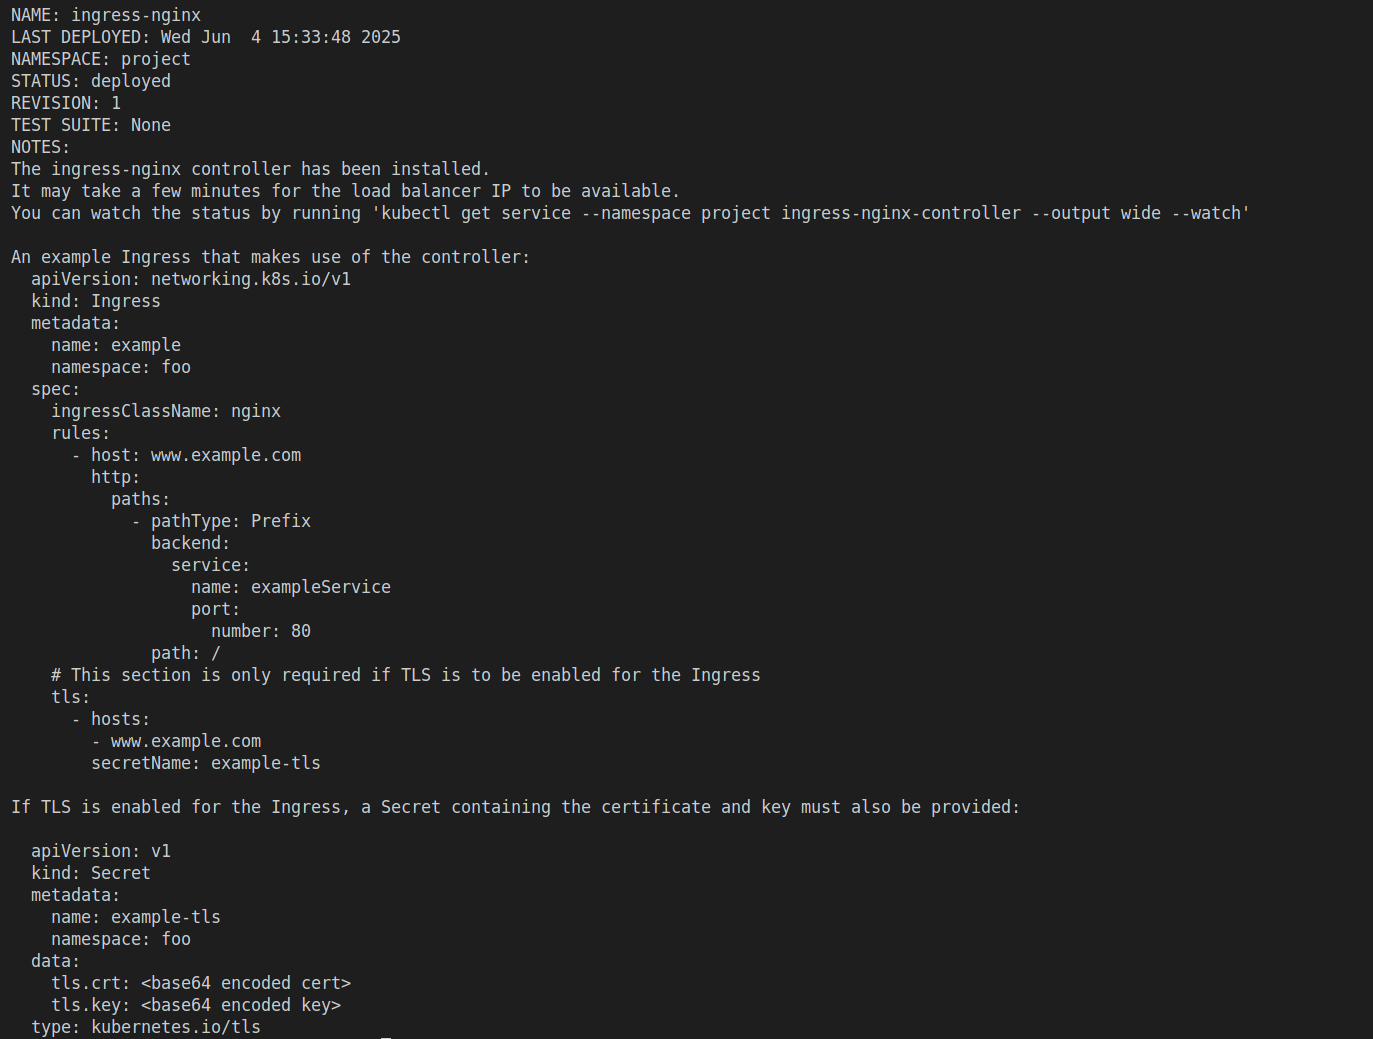 NAME: ingress-nginx
LAST DEPLOYED: Wed Jun  4 15:33:48 2025
NAMESPACE: project
STATUS: deployed
REVISION: 1
TEST SUITE: None
NOTES:
The ingress-nginx controller has been installed.
It may take a few minutes for the load balancer IP to be available.
You can watch the status by running 'kubectl get service --namespace project ingress-nginx-controller --output wide --watch'

An example Ingress that makes use of the controller:
  apiVersion: networking.k8s.io/v1
  kind: Ingress
  metadata:
    name: example
    namespace: foo
  spec:
    ingressClassName: nginx
    rules:
      - host: www.example.com
        http:
          paths:
            - pathType: Prefix
              backend:
                service:
                  name: exampleService
                  port:
                    number: 80
              path: /
    # This section is only required if TLS is to be enabled for the Ingress
    tls:
      - hosts:
        - www.example.com
        secretName: example-tls

If TLS is enabled for the Ingress, a Secret containing the certificate and key must also be provided:

  apiVersion: v1
  kind: Secret
  metadata:
    name: example-tls
    namespace: foo
  data:
    tls.crt: <base64 encoded cert>
    tls.key: <base64 encoded key>
  type: kubernetes.io/tls